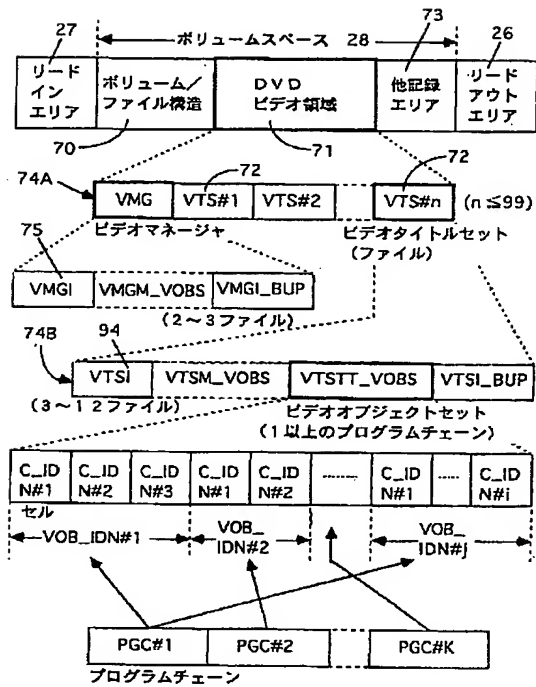 27
ボリュームスペース 28
73
26
リード
イン
エリア
ボリューム/
ファイル構造
DVD
ビデオ領域
他記録
エリア
リード
アウト
エリア
70
71
74A
72
72
VMG
VTS#1
VTS#2
VTS#n
(n≦99)
ビデオマネージャ
ビデオタイトルセット
(ファイル)
75
VMGI
VMGM_VOBS
VMGI_BUP
(2~3ファイル)
74B
94
VTSI
VTSM_VOBS
VTSTT_VOBS
VTSI_BUP
(3~12ファイル)
ビデオオブジェクトセット
(1以上のプログラムチェーン)
C_ID
N#1
C_ID
N#2
C_ID
N#3
C_ID
N#1
C_ID
N#2
C_ID
N#1
C_ID
N#i
セル
VOB_IDN#1
VOB_
IDN#2
VOB_
IDN#j
PGC#1
PGC#2
PGC#K
プログラムチェーン